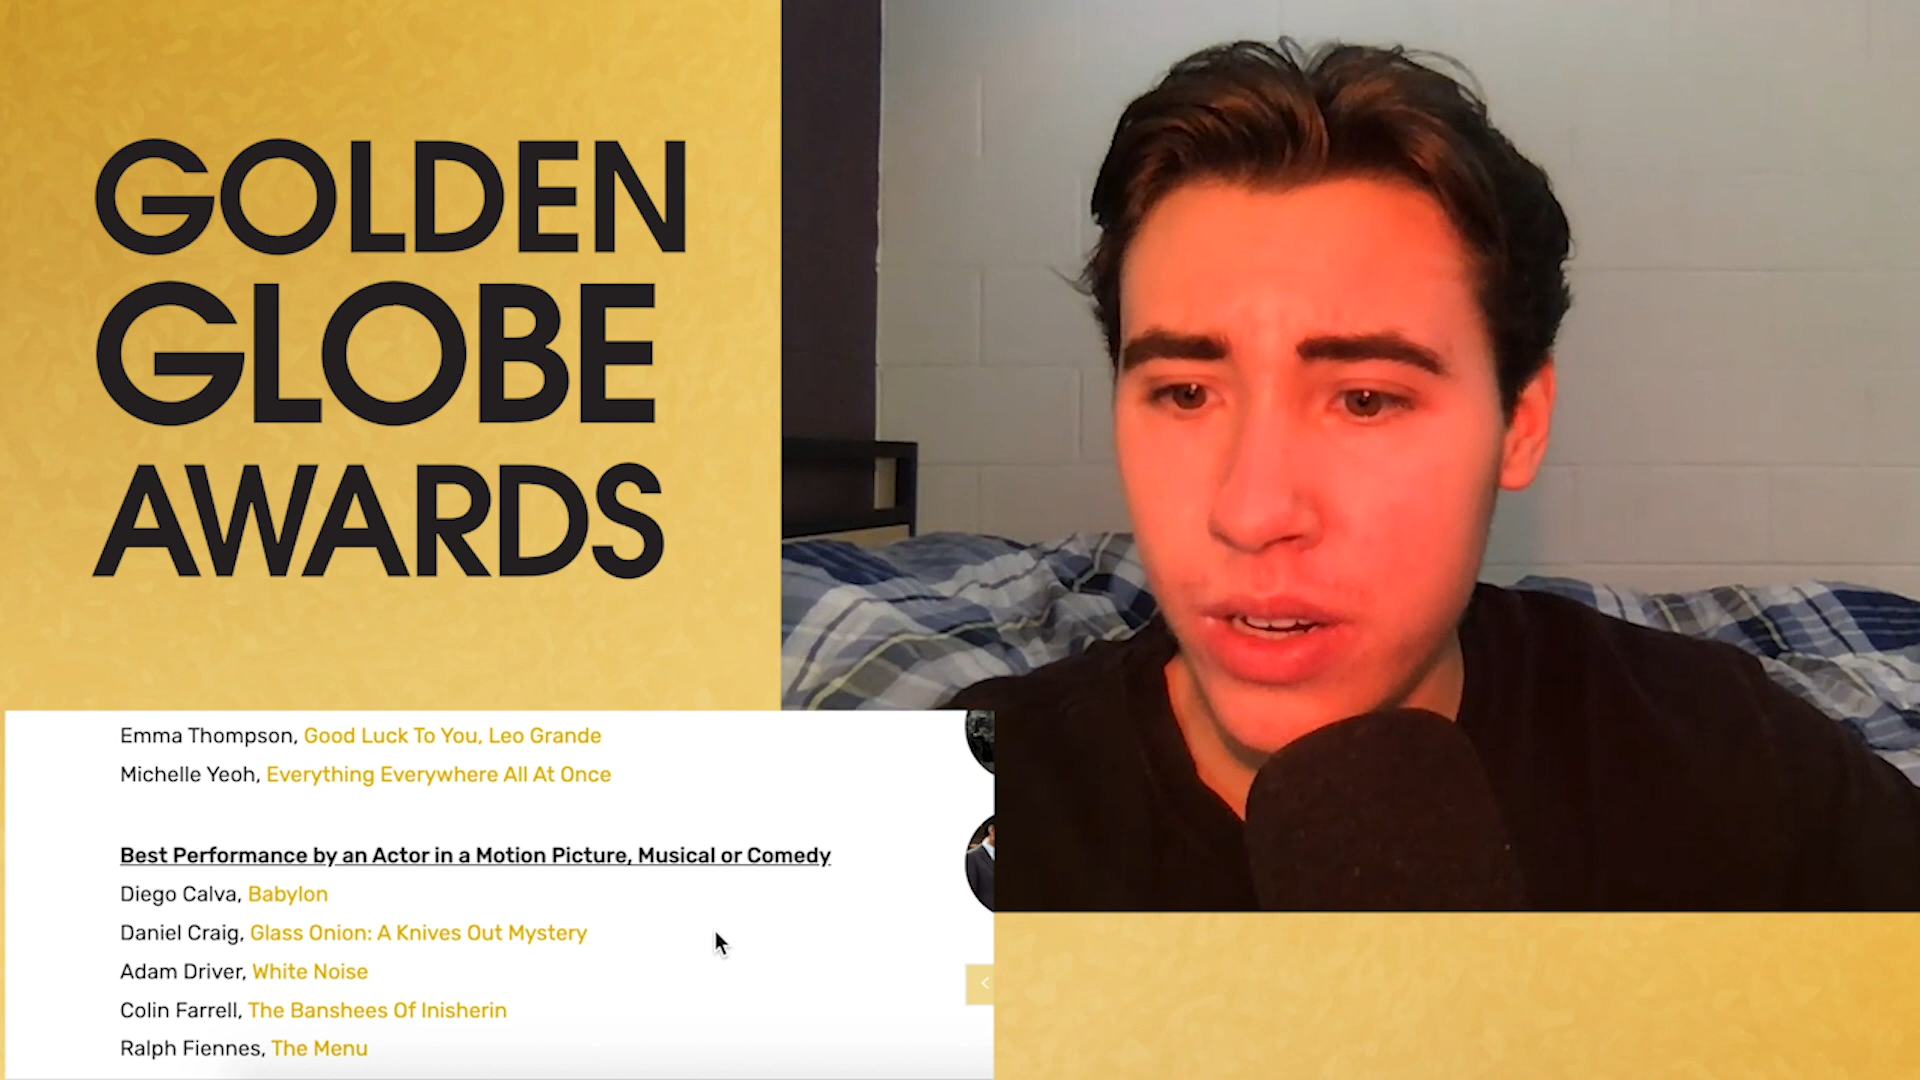 GOLDEN
GLOBE
AWARDS
Emma Thompson, Good Luck To You, Leo Grande
Michelle Yeoh, Everything Everywhere All At Once
Best Performance by an Actor in a Motion Picture, Musical or Comedy
Diego Calva, Babylon
Daniel Craig, Glass Onion: A Knives Out Mystery
Adam Driver, White Noise
Colin Farrell, The Banshees Of Inisherin
Ralph Fiennes, The Menu